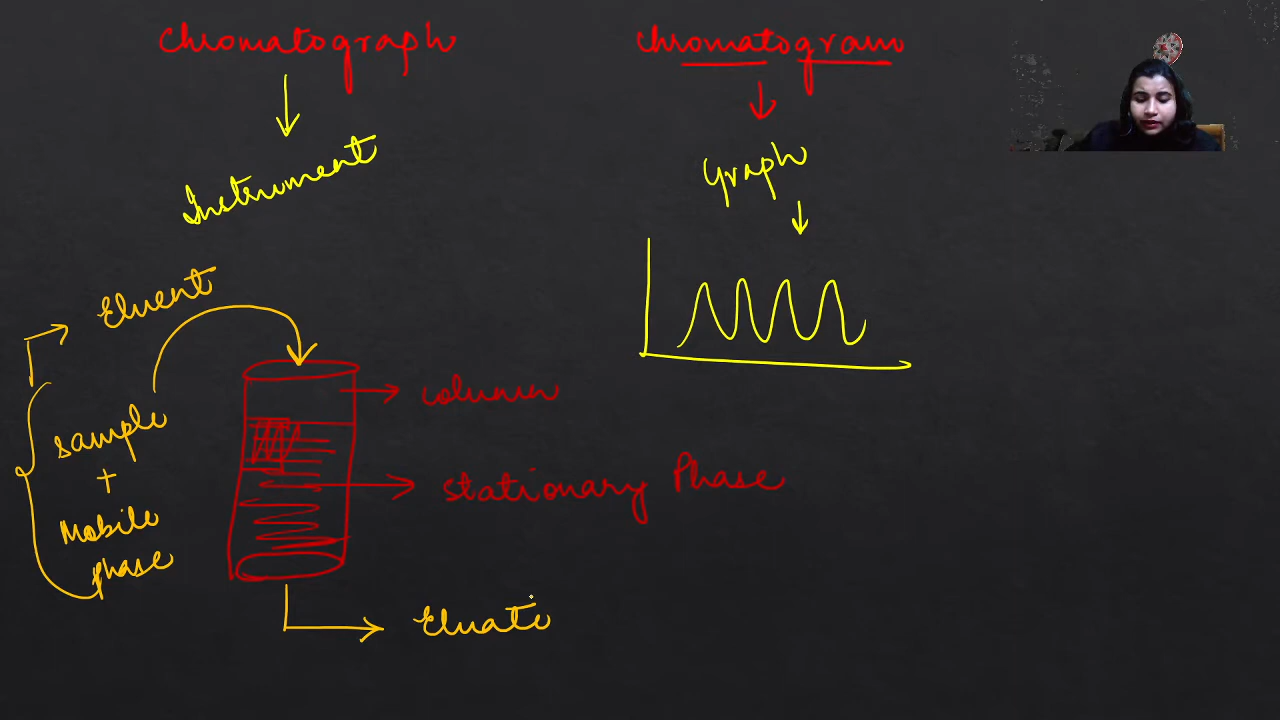 Chromatograph
Chromatogram
Instrument
Graph
Eluent
column
Sample
+
Mobile
Phase
Stationary Phase
Eluate